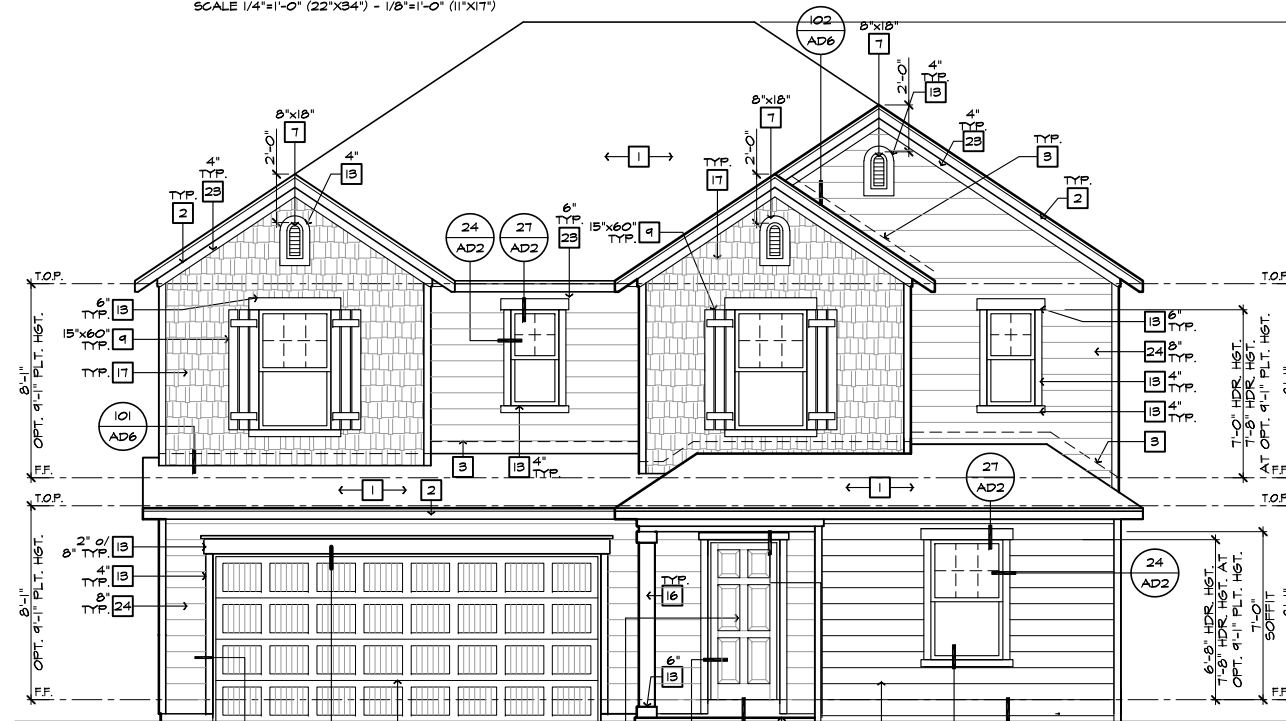 SCALE 1/4"=1'-0" (22"X34") - 1/8"=1'-0" (11"X17")
102
AD6
8"x18"
7
2'-0"
4"
TYP.
13
4"
TYP.
23
TYP.
3
TYP.
2
8"x18"
7
2'-0"
4"
13
4"
TYP.
23
TYP.
2
8"x18"
7
2'-0"
1
TYP.
17
15"x60"
TYP.
9
24
AD2
27
AD2
6"
TYP.
23
T.O.P.
T.O.P.
6"
TYP.
13
15"x60"
TYP.
9
TYP.
17
101
AD6
F.F.
8'-1"
OPT. 9'-1" PLT. HGT.
13
6"
TYP.
24
8"
TYP.
13
4"
TYP.
13
4"
TYP.
3
7'-0" HDR. HGT.
7'-8" HDR. HGT.
AT OPT. 9'-1" PLT. HGT.
F.F.
3
13
4"
TYP.
1
2
1
27
AD2
T.O.P.
T.O.P.
2" O/
8" TYP.
13
4"
TYP.
13
8"
TYP.
24
8'-1"
OPT. 9'-1" PLT. HGT.
F.F.
TYP.
16
6"
13
24
AD2
6'-8" HDR. HGT.
7'-8" HDR. HGT. AT
OPT. 9'-1" PLT. HGT.
7'-0"
SOFFIT
F.F.